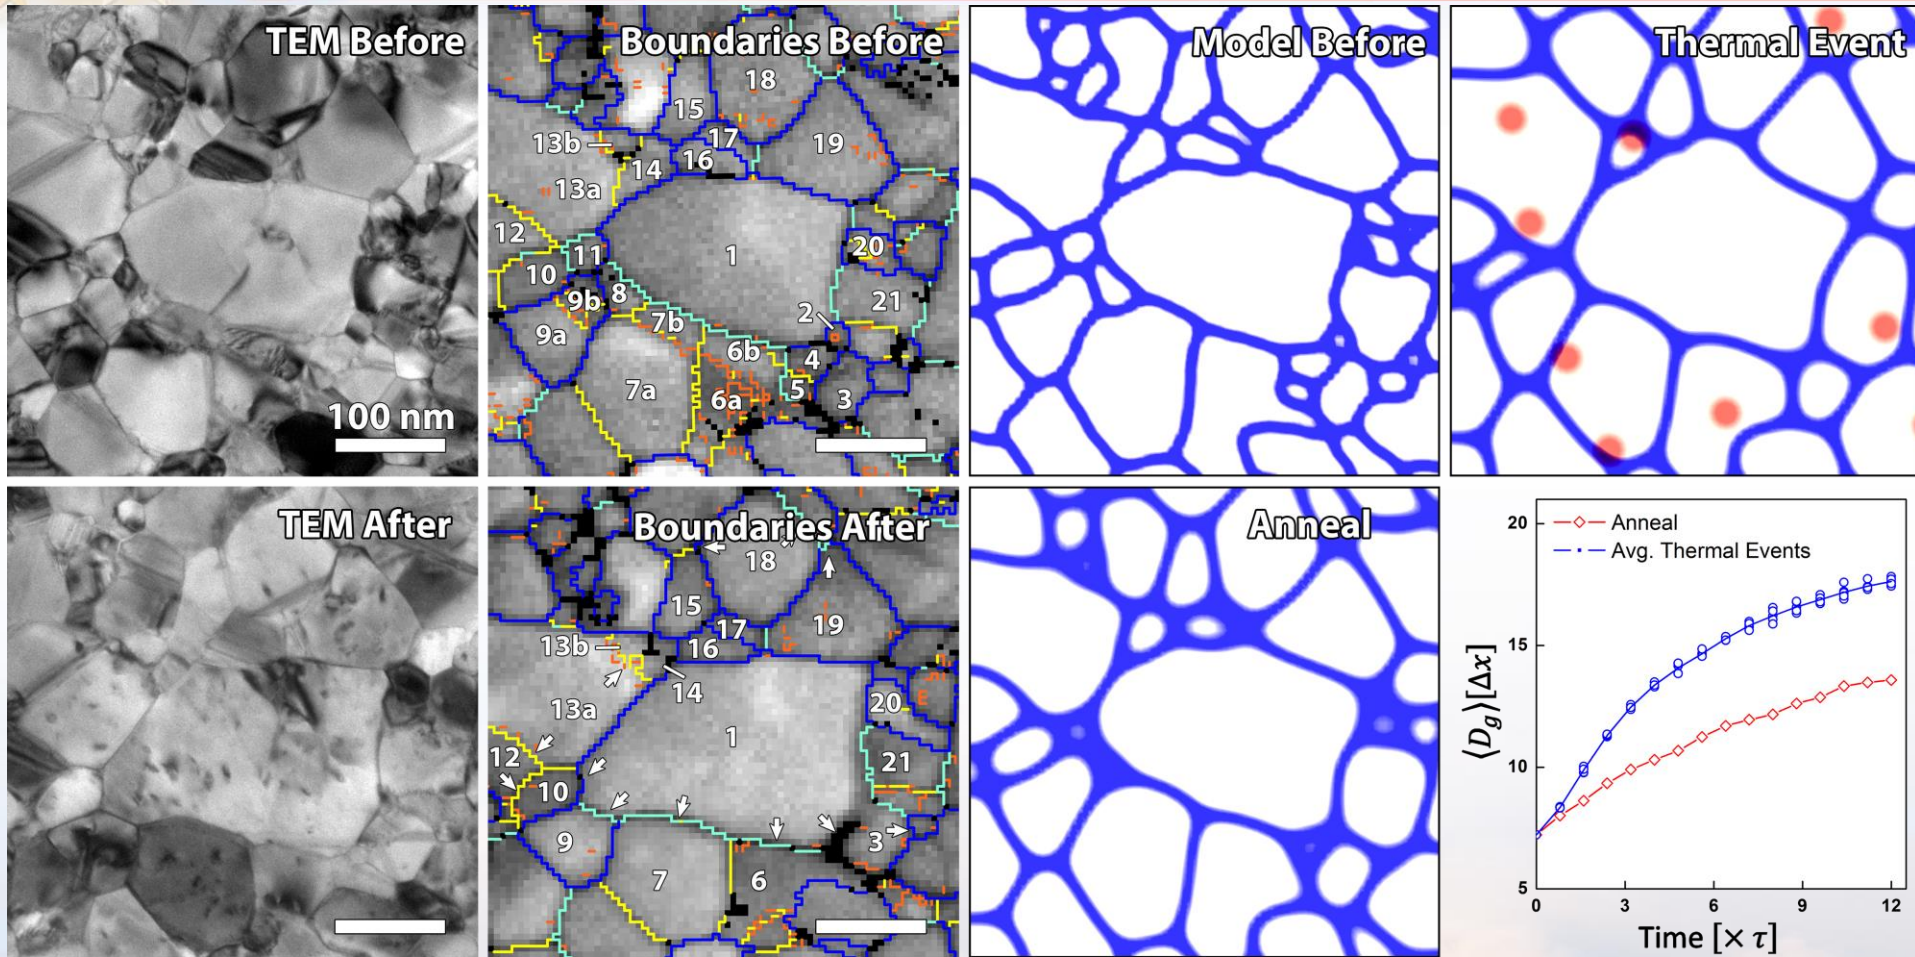 TEM Before
100 nm
Boundaries Before
18
15
17
19
13b
16
14
13a
12
11
10
1
20
8
9b
21
2
7b
9a
6b
4
5
7a
6a
3
Model Before
Thermal Event
TEM After
Boundaries After
18
15
17
19
13b
16
14
13a
20
1
12
21
10
9
3
7
6
Anneal
20
15
10
5
0 3 6 9 12
Anneal
Avg. Thermal Events
⟨D_g⟩[Δx]
Time [× τ]